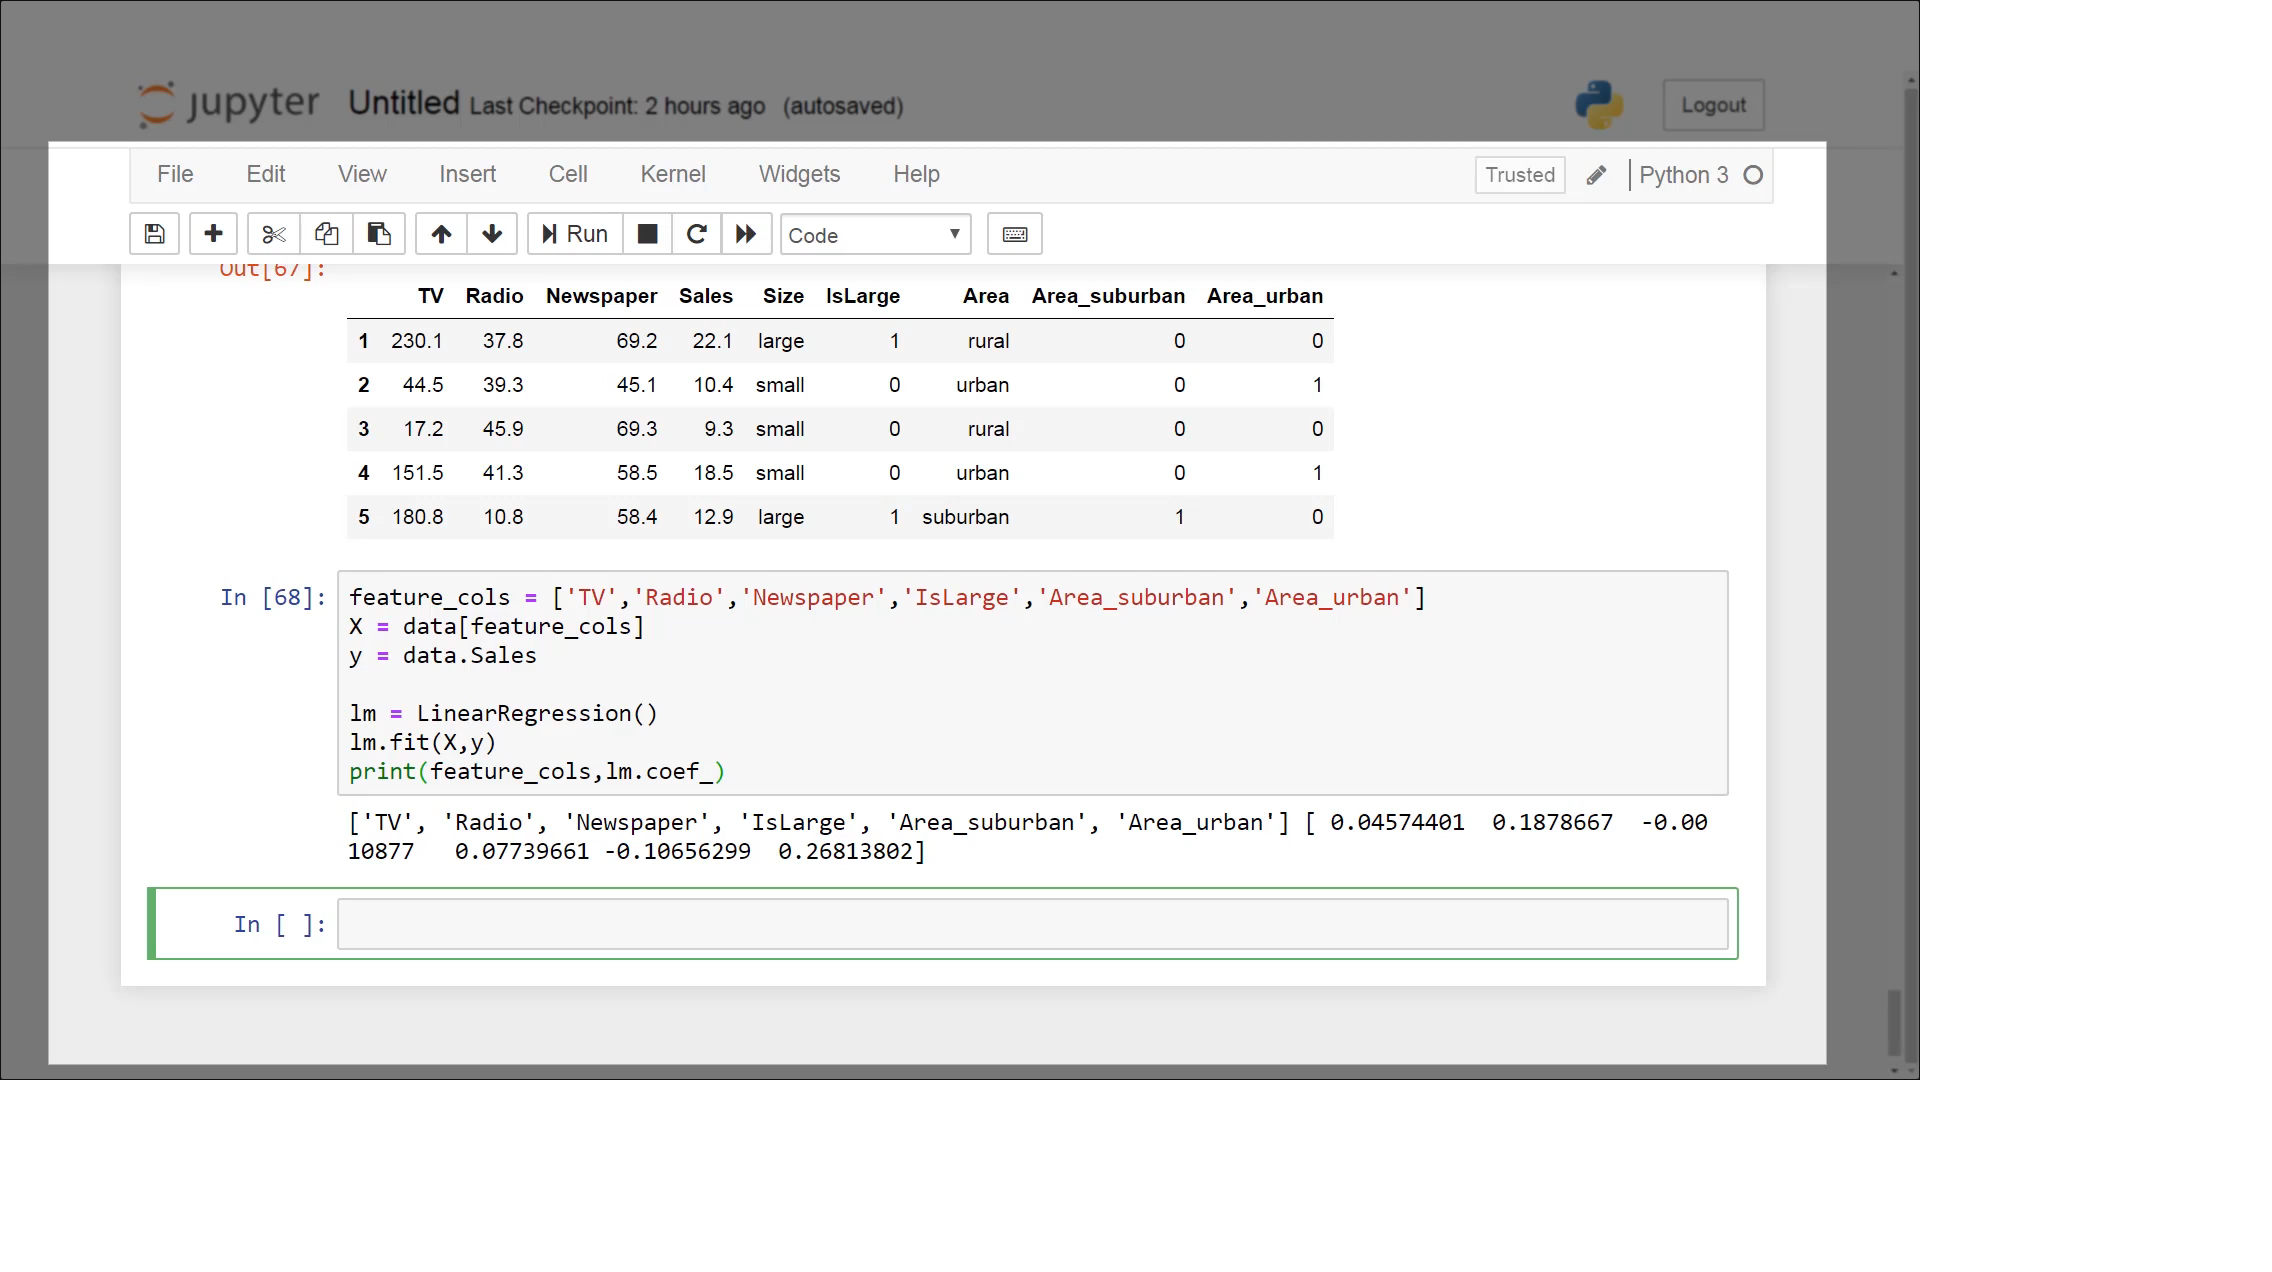 jupyter Untitled Last Checkpoint: 2 hours ago (autosaved) Logout
File Edit View Insert Cell Kernel Widgets Help Trusted Python 3
Run Code
Out[67]:
TV Radio Newspaper Sales Size IsLarge Area Area_suburban Area_urban
1 230.1 37.8 69.2 22.1 large 1 rural 0 0
2 44.5 39.3 45.1 10.4 small 0 urban 0 1
3 17.2 45.9 69.3 9.3 small 0 rural 0 0
4 151.5 41.3 58.5 18.5 small 0 urban 0 1
5 180.8 10.8 58.4 12.9 large 1 suburban 1 0
In [68]: feature_cols = ['TV','Radio','Newspaper','IsLarge','Area_suburban','Area_urban']
X = data[feature_cols]
y = data.Sales
lm = LinearRegression()
lm.fit(X,y)
print(feature_cols,lm.coef_)
['TV', 'Radio', 'Newspaper', 'IsLarge', 'Area_suburban', 'Area_urban'] [ 0.04574401 0.1878667 -0.00
10877 0.07739661 -0.10656299 0.26813802]
In [ ]: